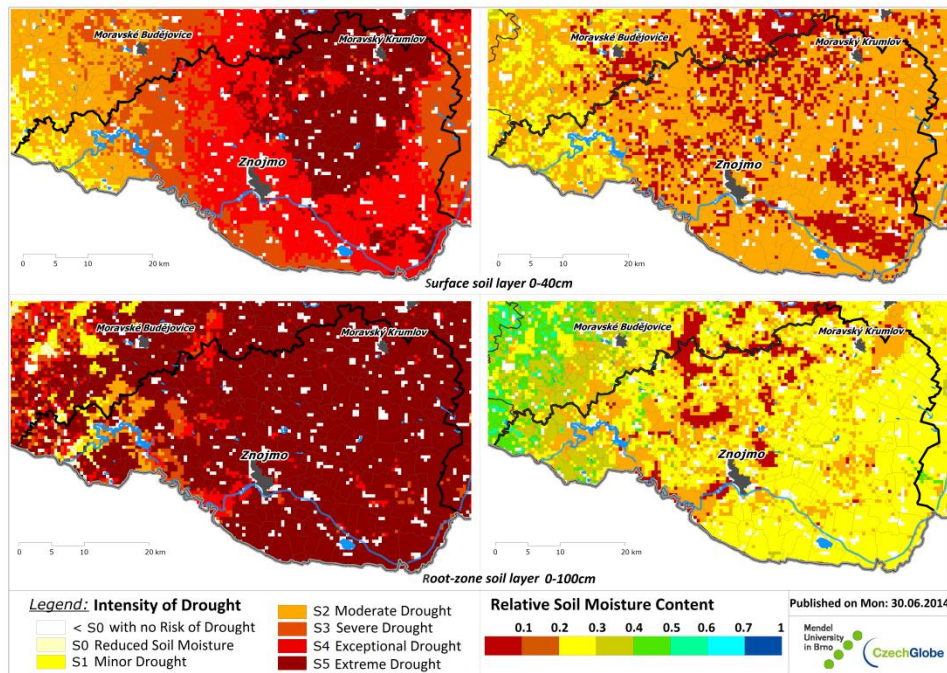 Moravské Budějovice
Moravský Krumlov
Znojmo
0 5 10 20 km
Moravské Budějovice
Moravský Krumlov
Znojmo
0 5 10 20 km
Surface soil layer 0-40cm
Moravské Budějovice
Moravský Krumlov
Znojmo
0 5 10 20 km
Moravské Budějovice
Moravský Krumlov
Znojmo
0 5 10 20 km
Root-zone soil layer 0-100cm
Legend: Intensity of Drought
< S0 with no Risk of Drought
S0 Reduced Soil Moisture
S1 Minor Drought
S2 Moderate Drought
S3 Severe Drought
S4 Exceptional Drought
S5 Extreme Drought
Relative Soil Moisture Content
0.1 0.2 0.3 0.4 0.5 0.6 0.7 1
Published on Mon: 30.06.2014
Mendel
University
in Brno
CzechGlobe